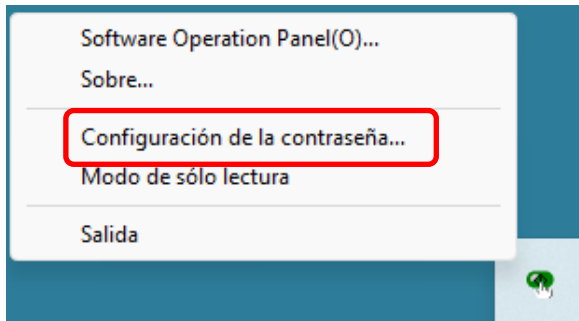 Software Operation Panel(O)...
Sobre...
Configuración de la contraseña...
Modo de sólo lectura
Salida